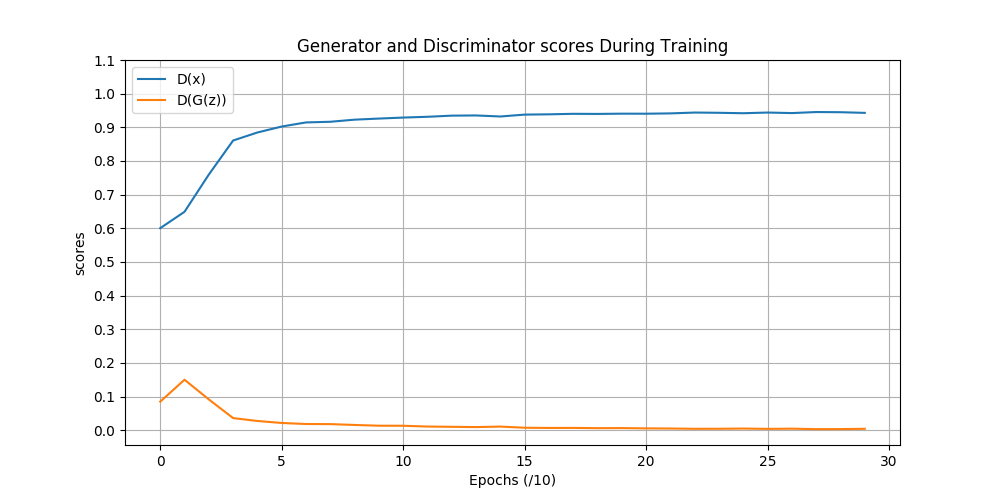 Generator and Discriminator scores During Training
D(x)
D(G(z))
scores
1.1
1.0
0.9
0.8
0.7
0.6
0.5
0.4
0.3
0.2
0.1
0.0
0 5 10 15 20 25 30
Epochs (/10)